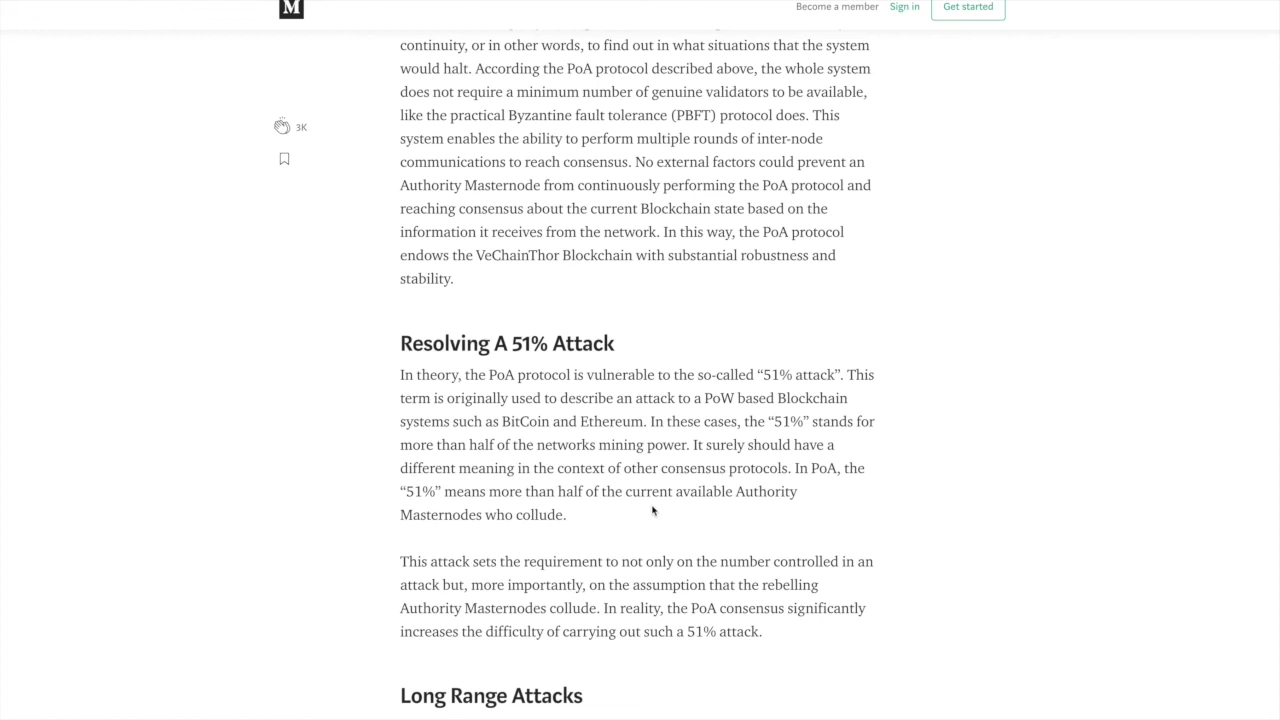 M
Become a member Sign in Get started
continuity, or in other words, to find out in what situations that the system
would halt. According the PoA protocol described above, the whole system
does not require a minimum number of genuine validators to be available,
like the practical Byzantine fault tolerance (PBFT) protocol does. This
system enables the ability to perform multiple rounds of inter-node
communications to reach consensus. No external factors could prevent an
Authority Masternode from continuously performing the PoA protocol and
reaching consensus about the current Blockchain state based on the
information it receives from the network. In this way, the PoA protocol
endows the VeChainThor Blockchain with substantial robustness and
stability.
3K
Resolving A 51% Attack
In theory, the PoA protocol is vulnerable to the so-called “51% attack”. This
term is originally used to describe an attack to a PoW based Blockchain
systems such as BitCoin and Ethereum. In these cases, the “51%” stands for
more than half of the networks mining power. It surely should have a
different meaning in the context of other consensus protocols. In PoA, the
“51%” means more than half of the current available Authority
Masternodes who collude.
This attack sets the requirement to not only on the number controlled in an
attack but, more importantly, on the assumption that the rebelling
Authority Masternodes collude. In reality, the PoA consensus significantly
increases the difficulty of carrying out such a 51% attack.
Long Range Attacks